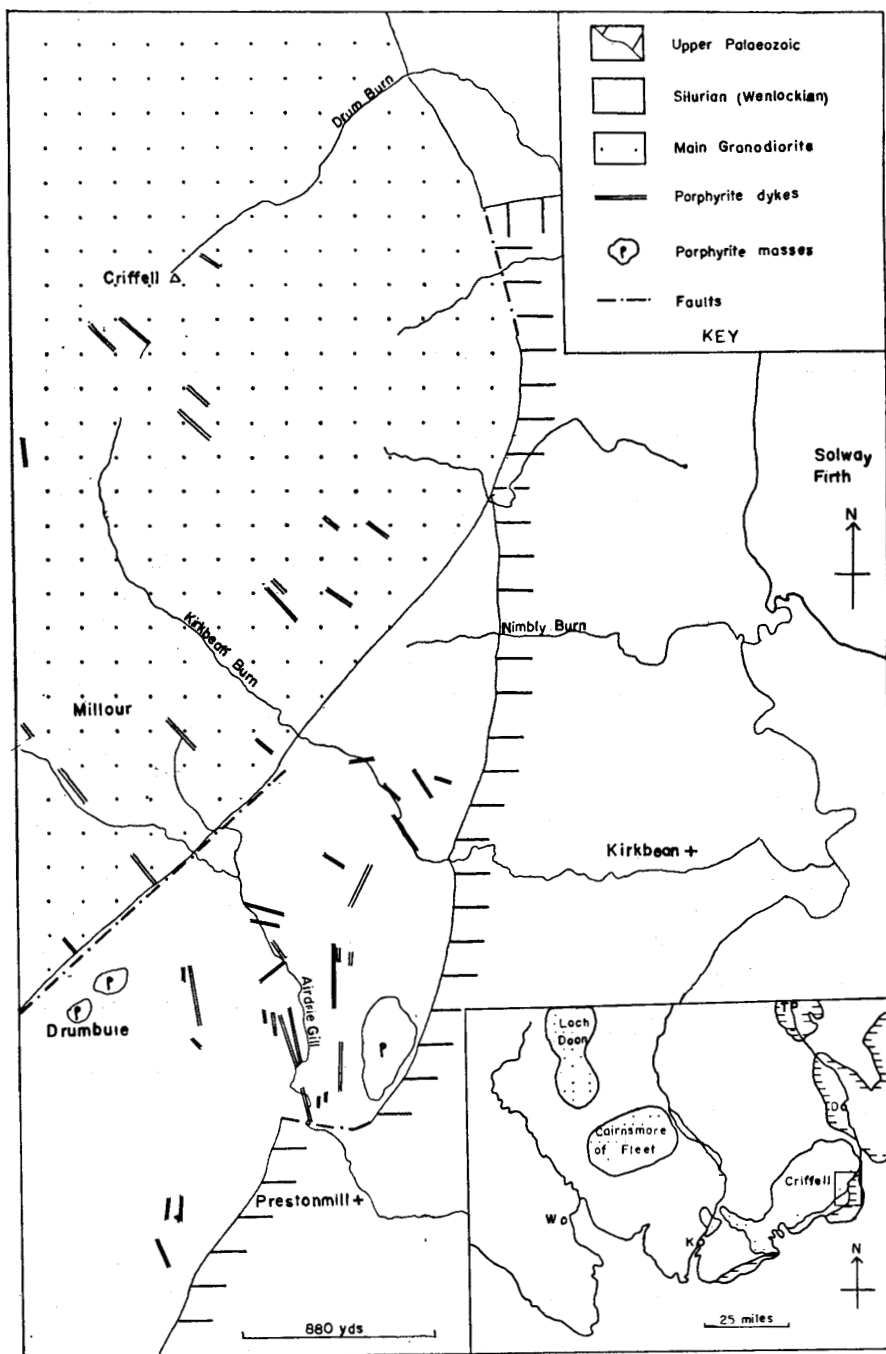 Upper Palaeozoic
Silurian (Wenlockian)
Main Granodiorite
Porphyrite dykes
P
Porphyrite masses
Faults
KEY
Drum Burn
Criffell
Solway
Firth
N
Kirkbean Burn
Nimbly Burn
Millour
Kirkbean
Airdrie Gill
P
P
Drumbuie
P
Prestonmill
880 yds
Loch
Doon
T
D
Cairnsmore
of Fleet
Criffell
W
K
N
25 miles